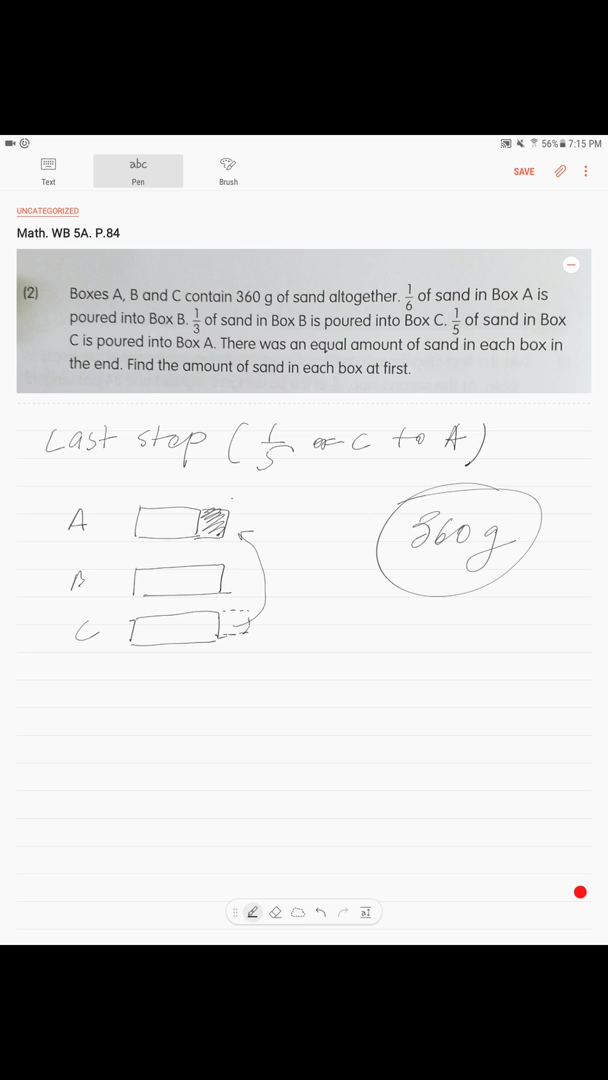 56% 7:15 PM
Text
abc
Pen
Brush
SAVE
UNCATEGORIZED
Math. WB 5A. P.84
(2) Boxes A, B and C contain 360 g of sand altogether. 1/6 of sand in Box A is
poured into Box B. 1/3 of sand in Box B is poured into Box C. 1/5 of sand in Box
C is poured into Box A. There was an equal amount of sand in each box in
the end. Find the amount of sand in each box at first.
Last step (1/5 of C to A)
A
360 g
B
C
aI